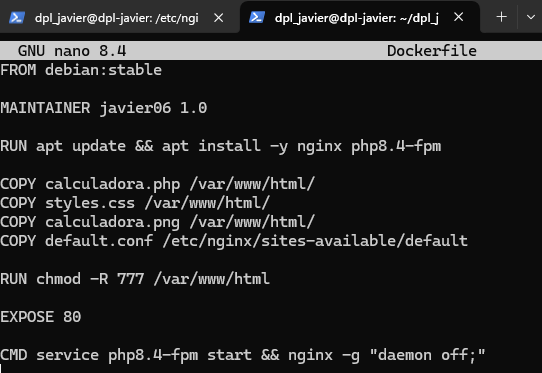 dpl_javier@dpl-javier: /etc/ngi
dpl_javier@dpl-javier: ~/dpl_j
GNU nano 8.4 Dockerfile
FROM debian:stable
MAINTAINER javier06 1.0
RUN apt update && apt install -y nginx php8.4-fpm
COPY calculadora.php /var/www/html/
COPY styles.css /var/www/html/
COPY calculadora.png /var/www/html/
COPY default.conf /etc/nginx/sites-available/default
RUN chmod -R 777 /var/www/html
EXPOSE 80
CMD service php8.4-fpm start && nginx -g "daemon off;"